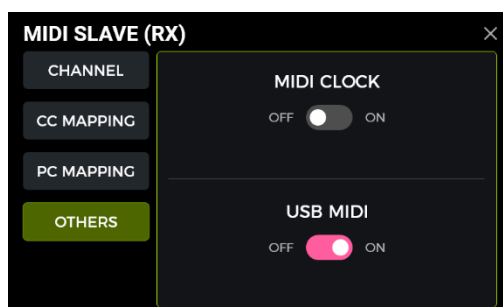 MIDI SLAVE (RX)
CHANNEL
CC MAPPING
PC MAPPING
OTHERS
MIDI CLOCK
OFF ON
USB MIDI
OFF ON